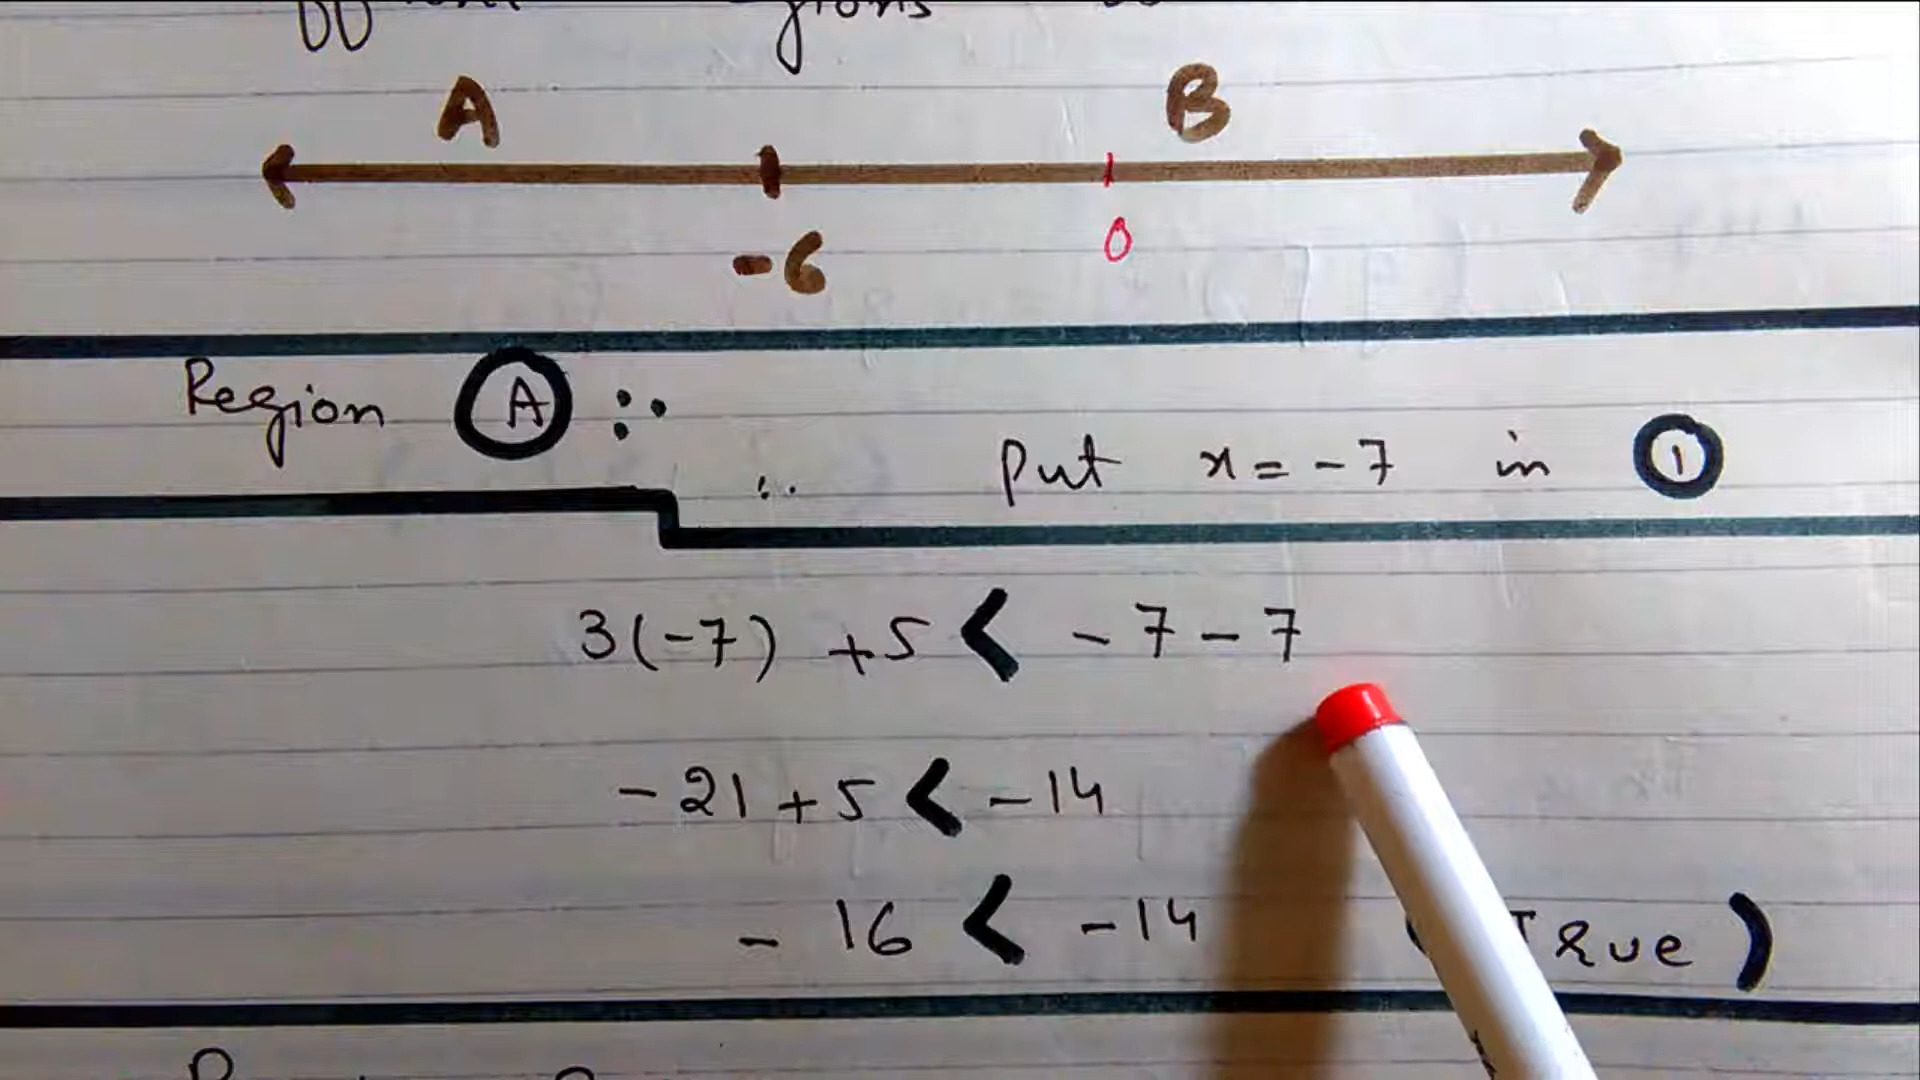 A B
-6 0
Region A :
∴ Put x = -7 in 1
3(-7) +5 < -7-7
-21+5 < -14
-16 < -14 (True)